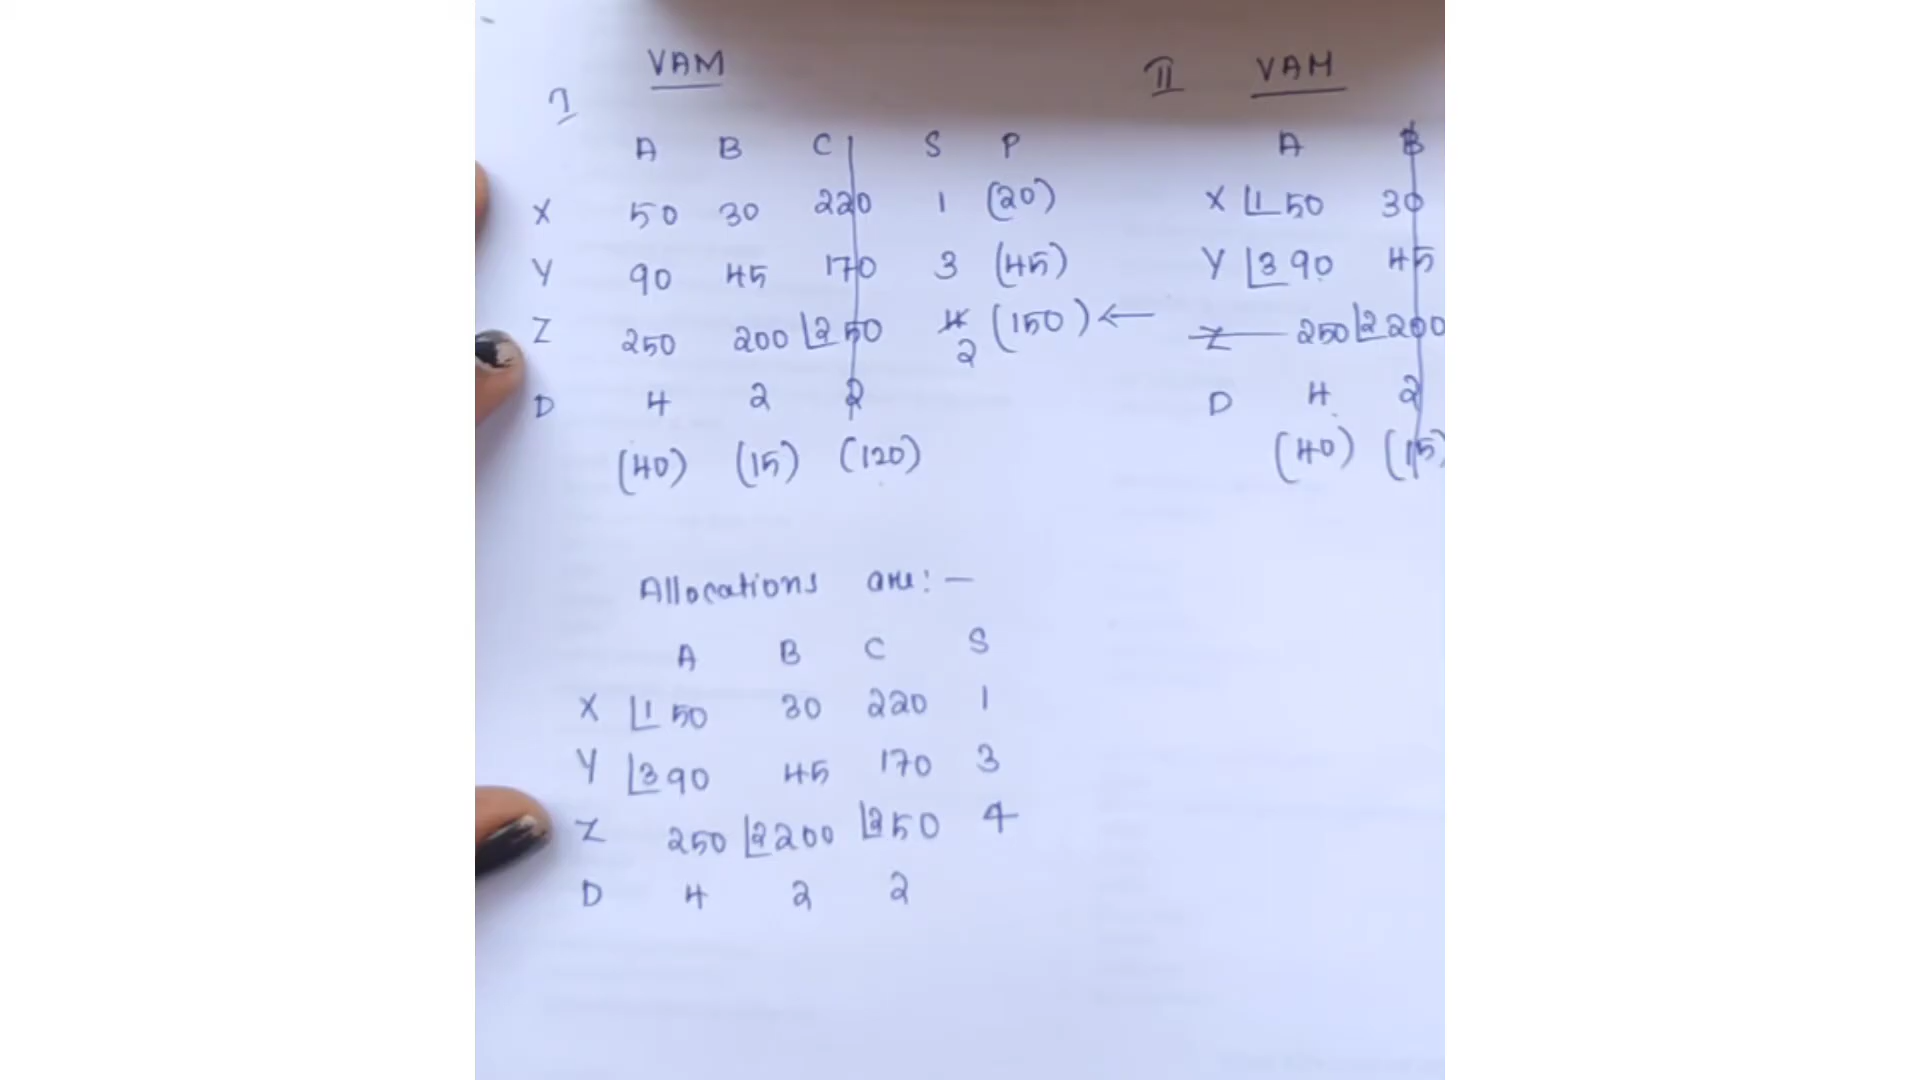 VAM
I
A B C S P
X 50 30 220 1 (20)
Y 90 45 170 3 (45)
Z 250 200 2 50 4 (150) ←
2
D 4 2 2
(40) (15) (120)
II VAM
A B
X 1 50 30
Y 3 90 45
Z 250 2 200
D 4 2
(40) (15)
Allocations are:-
A B C S
X 1 50 30 220 1
Y 3 90 45 170 3
Z 250 2 200 2 50 4
D 4 2 2